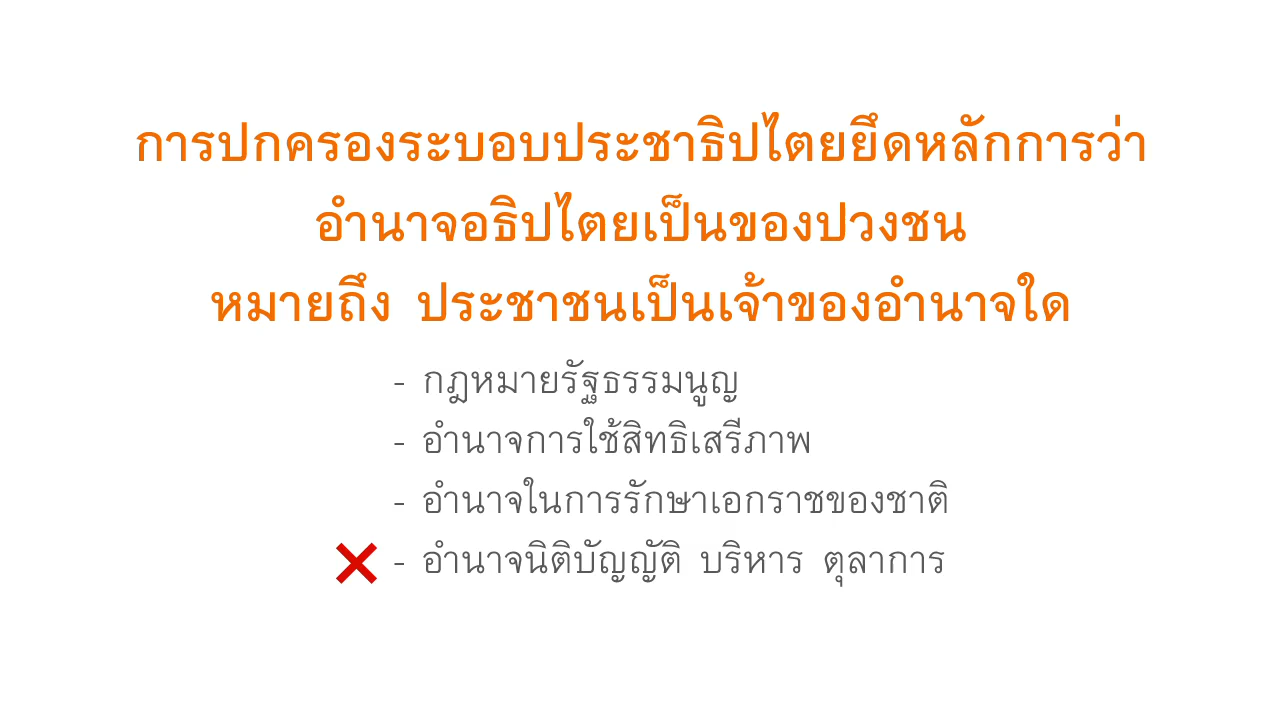 การปกครองระบอบประชาธิปไตยยึดหลักการว่า
อำนาจอธิปไตยเป็นของปวงชน
หมายถึง ประชาชนเป็นเจ้าของอำนาจใด
- กฎหมายรัฐธรรมนูญ
- อำนาจการใช้สิทธิเสรีภาพ
- อำนาจในการรักษาเอกราชของชาติ
- อำนาจนิติบัญญัติ บริหาร ตุลาการ